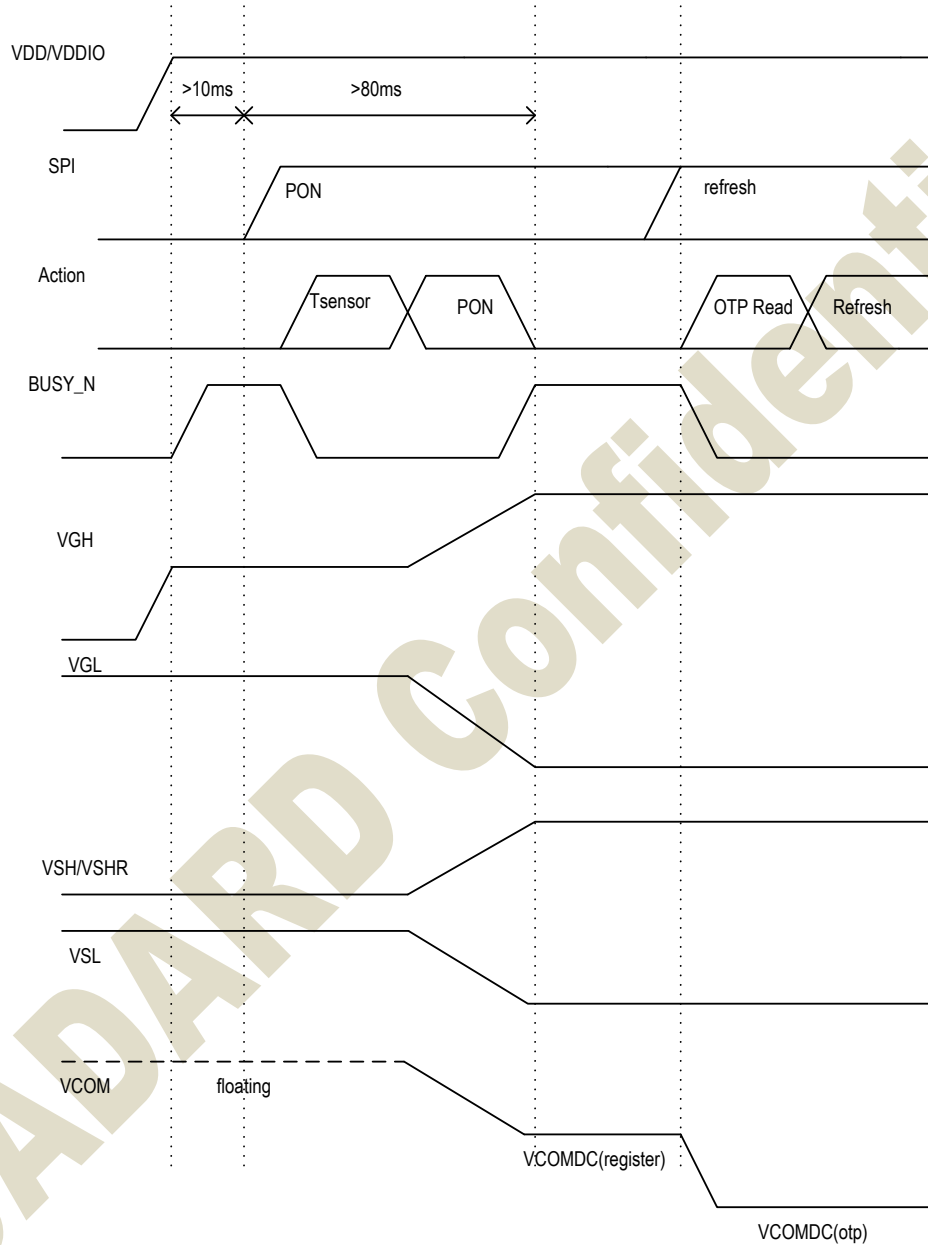 VDD/VDDIO
>10ms >80ms
SPI
PON refresh
Action
Tsensor PON OTP Read Refresh
BUSY_N
VGH
VGL
VSH/VSHR
VSL
VCOM floating
VCOMDC(register)
VCOMDC(otp)
ADARD Confidenti